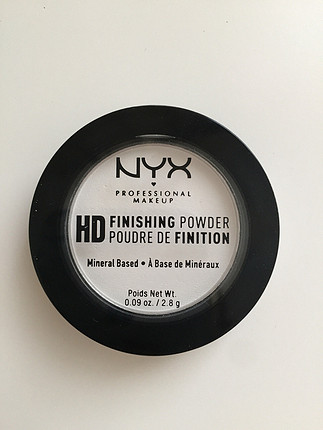 NYX
PROFESSIONAL
MAKEUP
HD FINISHING POWDER
POUDRE DE FINITION
Mineral Based • À Base de Minéraux
Poids Net Wt.
0.09 oz. / 2.8 g